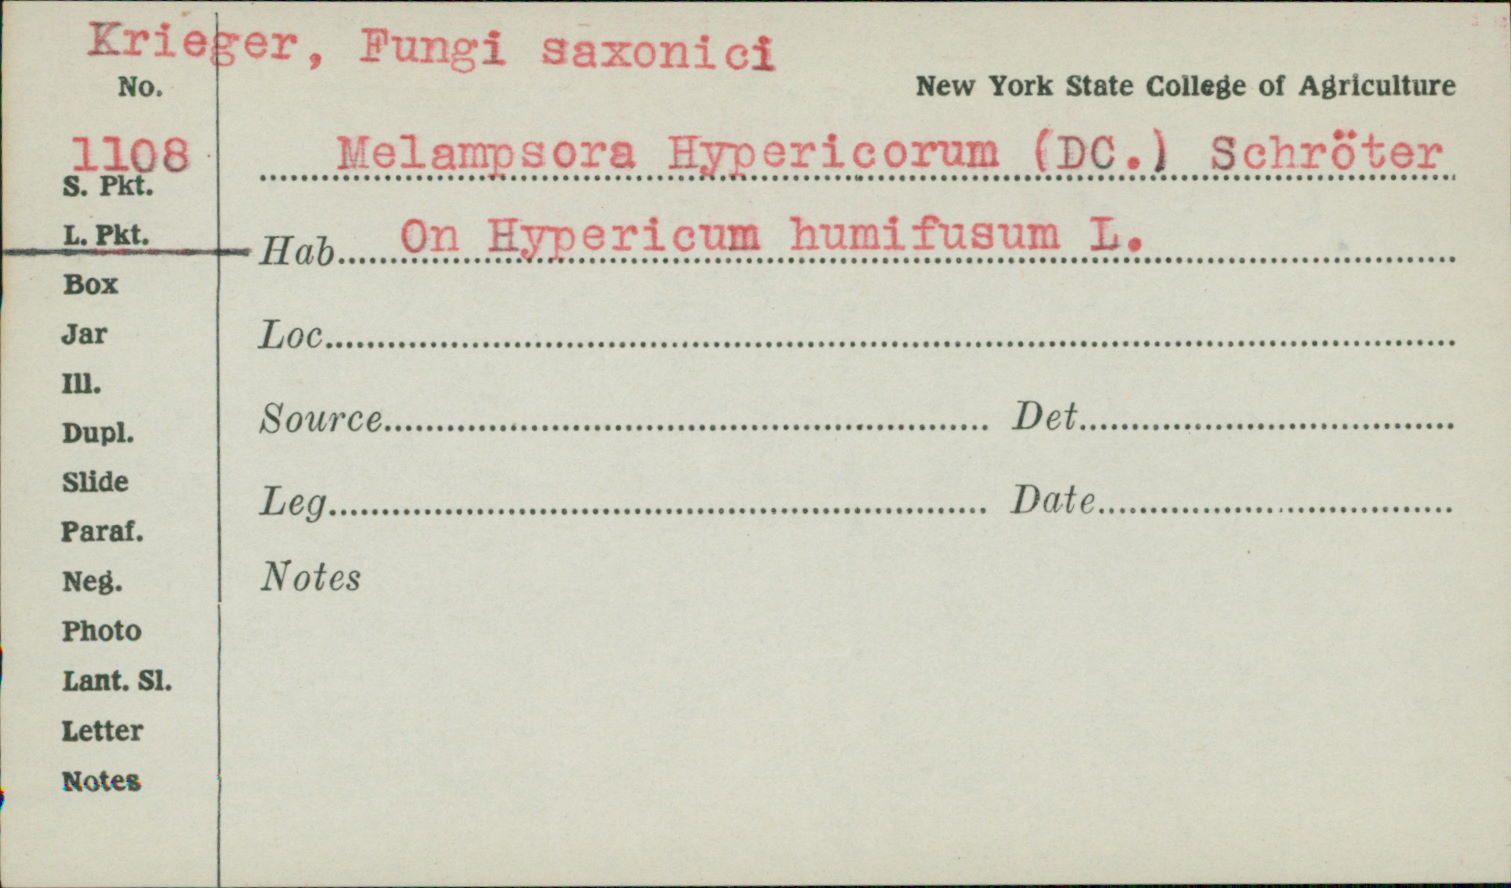 Krieger, Fungi saxonici
No.
New York State College of Agriculture
1108
Melampsora Hypericorum (DC.) Schröter
S. Pkt.
L. Pkt.
Hab. On Hypericum humifusum L.
Box
Jar
Loc.
Ill.
Dupl.
Source Det.
Slide
Leg. Date
Paraf.
Neg.
Notes
Photo
Lant. Sl.
Letter
Notes